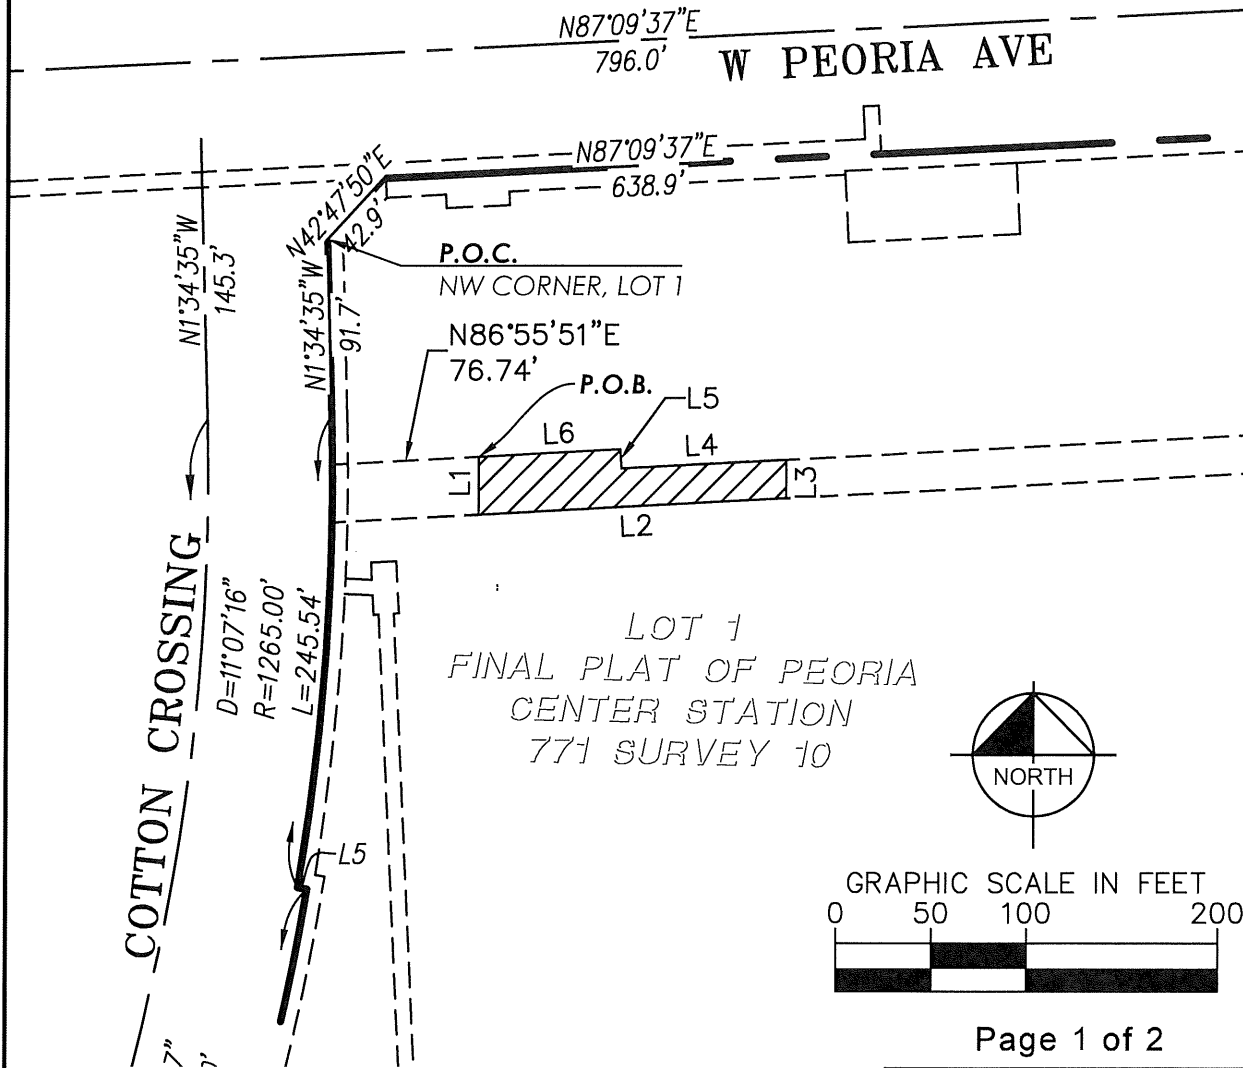 N87°09'37"E
796.0'
W PEORIA AVE
N87°09'37"E
638.9'
N42°47'50"E
42.9'
N1°34'35"W
145.3'
P.O.C.
NW CORNER, LOT 1
N1°34'35"W
91.7'
N86°55'51"E
76.74'
P.O.B.
L5
L6
L4
L1
L3
L2
COTTON CROSSING
D=11°07'16"
R=1265.00'
L=245.54'
LOT 1
FINAL PLAT OF PEORIA
CENTER STATION
771 SURVEY 10
NORTH
L5
GRAPHIC SCALE IN FEET
0 50 100 200
7"
0'
Page 1 of 2